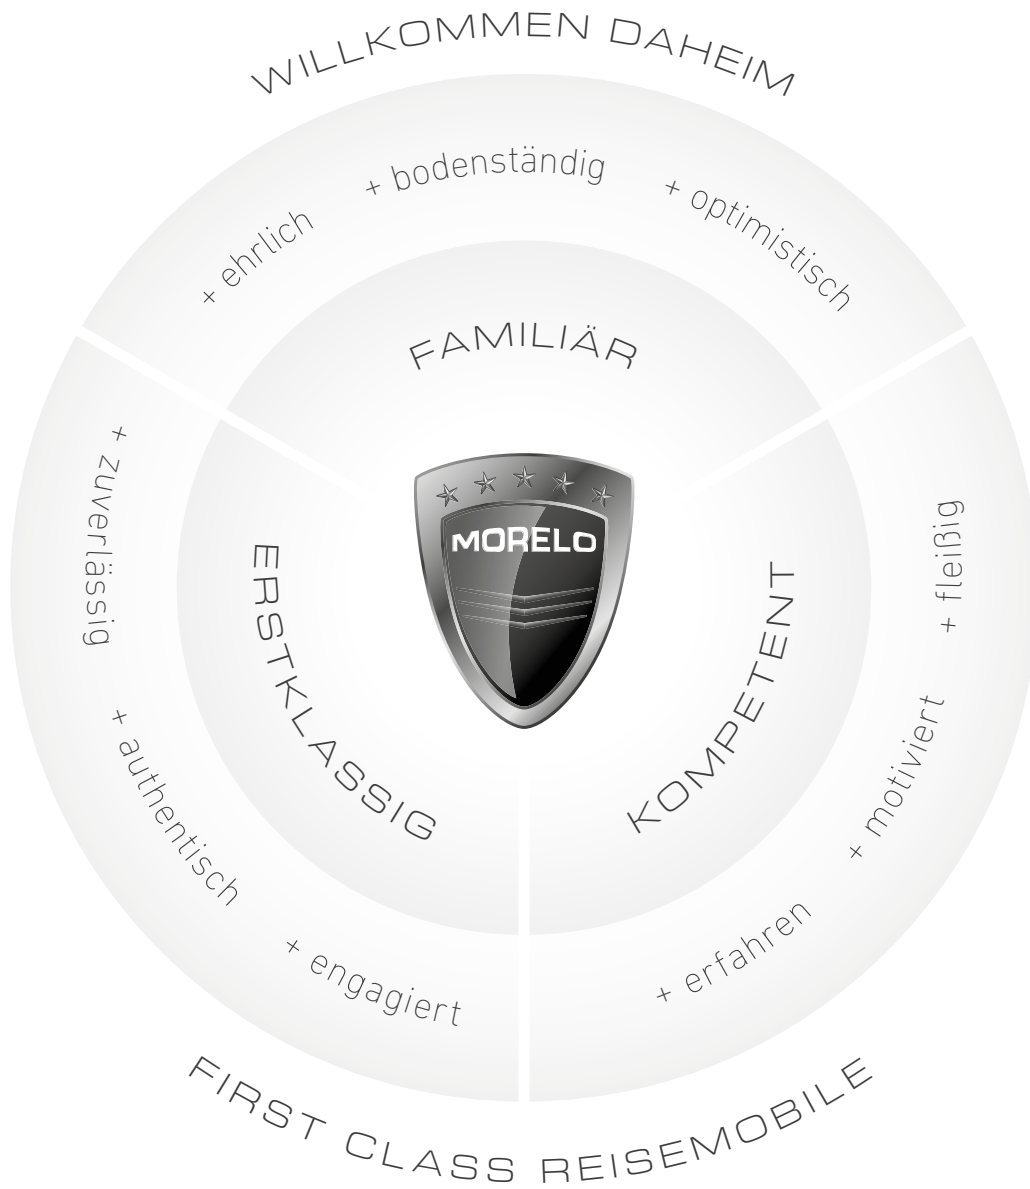 WILLKOMMEN DAHEIM
+ ehrlich
+ bodenständig
+ optimistisch
FAMILIÄR
MORELO
ERSTKLASSIG
KOMPETENT
+ zuverlässig
+ authentisch
+ engagiert
+ fleißig
+ motiviert
+ erfahren
FIRST CLASS REISEMOBILE